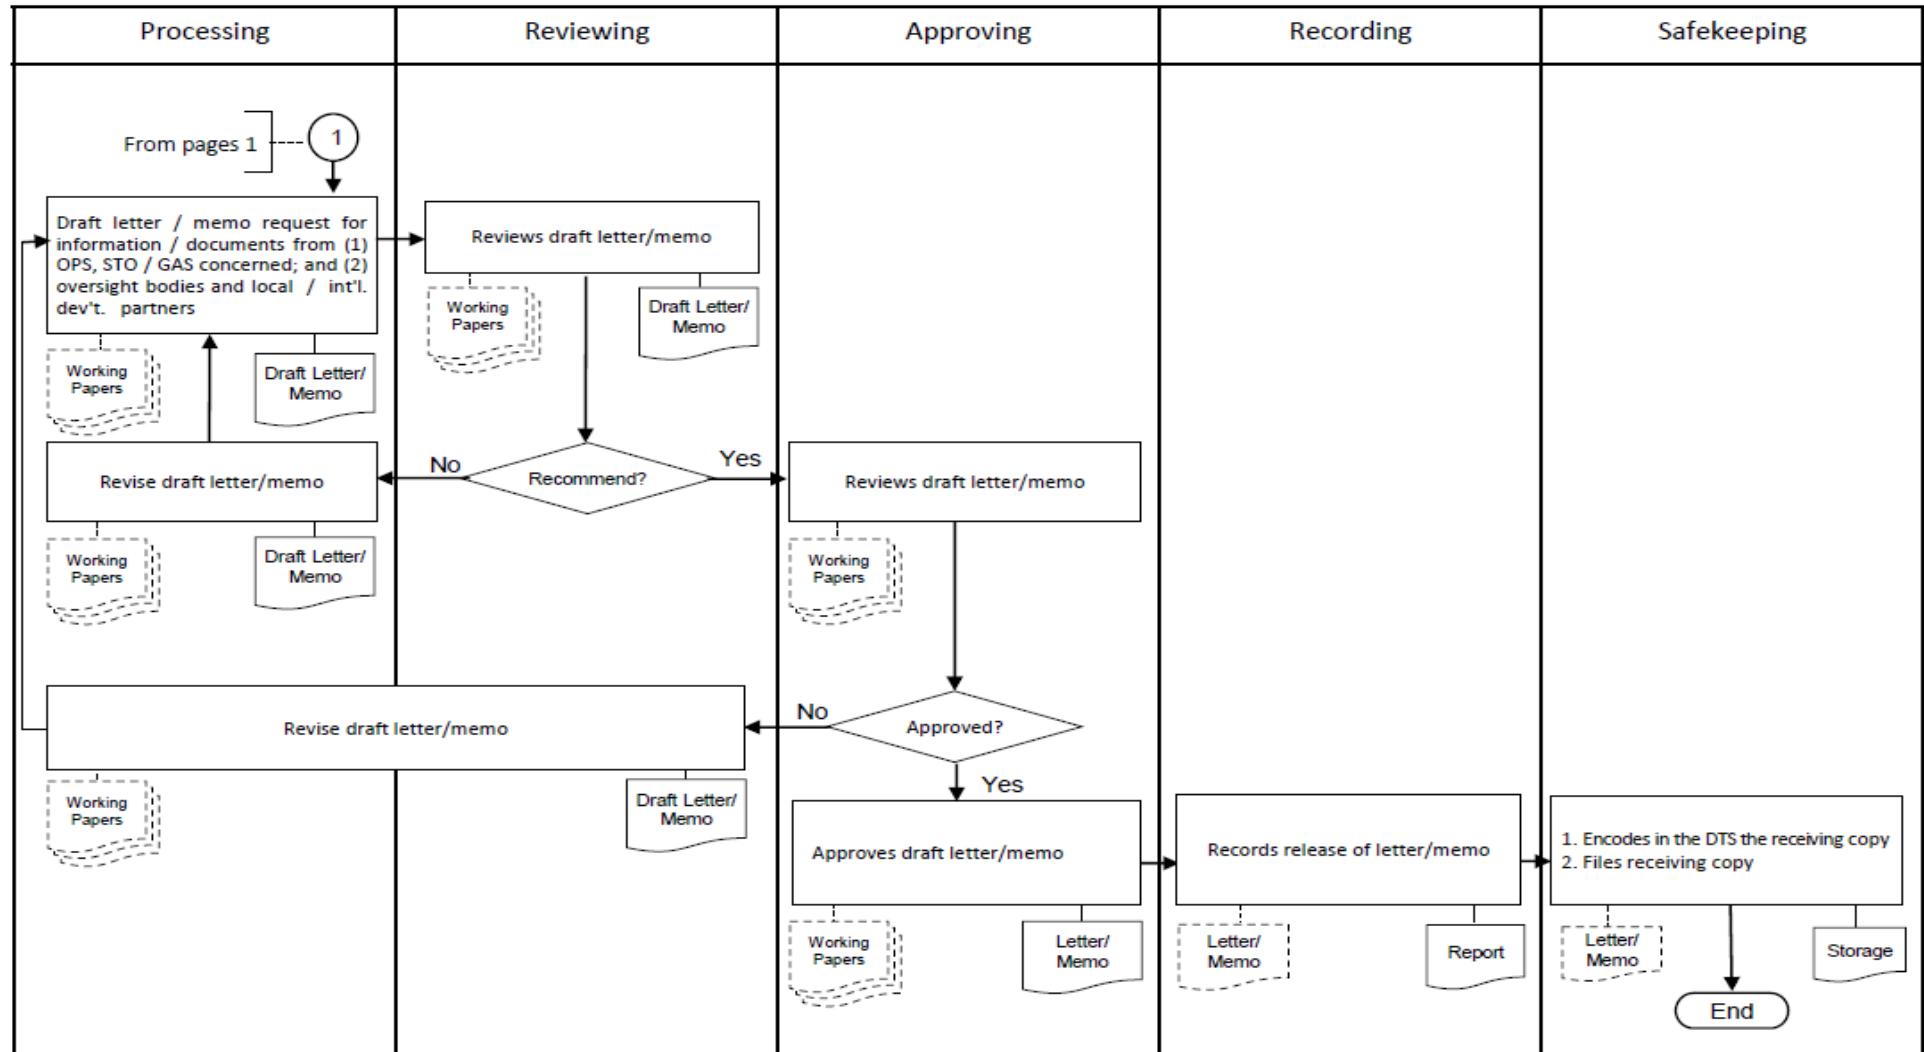 Processing
Reviewing
Approving
Recording
Safekeeping
From pages 1
1
Draft letter / memo request for
information / documents from (1)
OPS, STO / GAS concerned; and (2)
oversight bodies and local / int'l.
dev't. partners
Working
Papers
Draft Letter/
Memo
Reviews draft letter/memo
Working
Papers
Draft Letter/
Memo
Revise draft letter/memo
Working
Papers
Draft Letter/
Memo
No
Recommend?
Yes
Reviews draft letter/memo
Working
Papers
Revise draft letter/memo
Working
Papers
Draft Letter/
Memo
No
Approved?
Yes
Approves draft letter/memo
Working
Papers
Letter/
Memo
Records release of letter/memo
Letter/
Memo
Report
1. Encodes in the DTS the receiving copy
2. Files receiving copy
Letter/
Memo
Storage
End